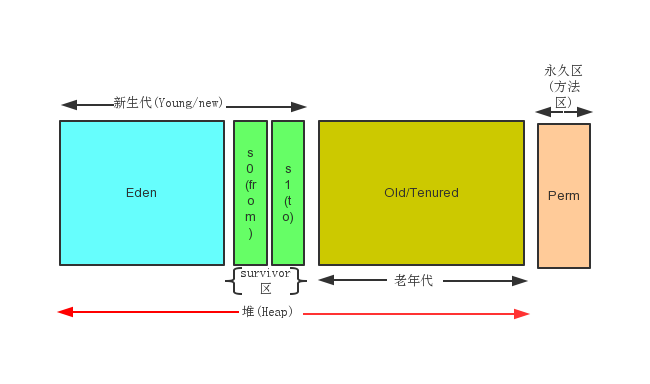 永久区
(方法
区)
新生代(Young/new)
Eden
s
0
(fr
o
m
)
s
1
(t
o)
Old/Tenured
Perm
survivor
区
老年代
堆(Heap)